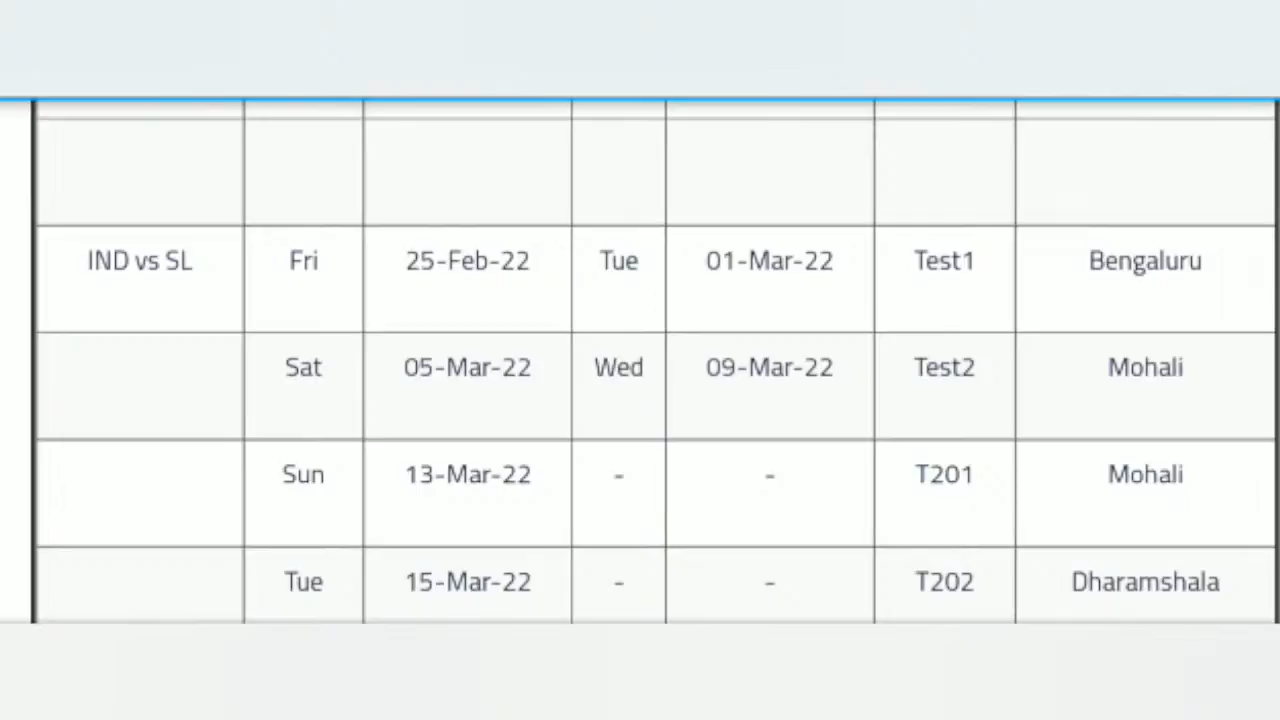 IND vs SL Fri 25-Feb-22 Tue 01-Mar-22 Test1 Bengaluru
Sat 05-Mar-22 Wed 09-Mar-22 Test2 Mohali
Sun 13-Mar-22 - - T201 Mohali
Tue 15-Mar-22 - - T202 Dharamshala